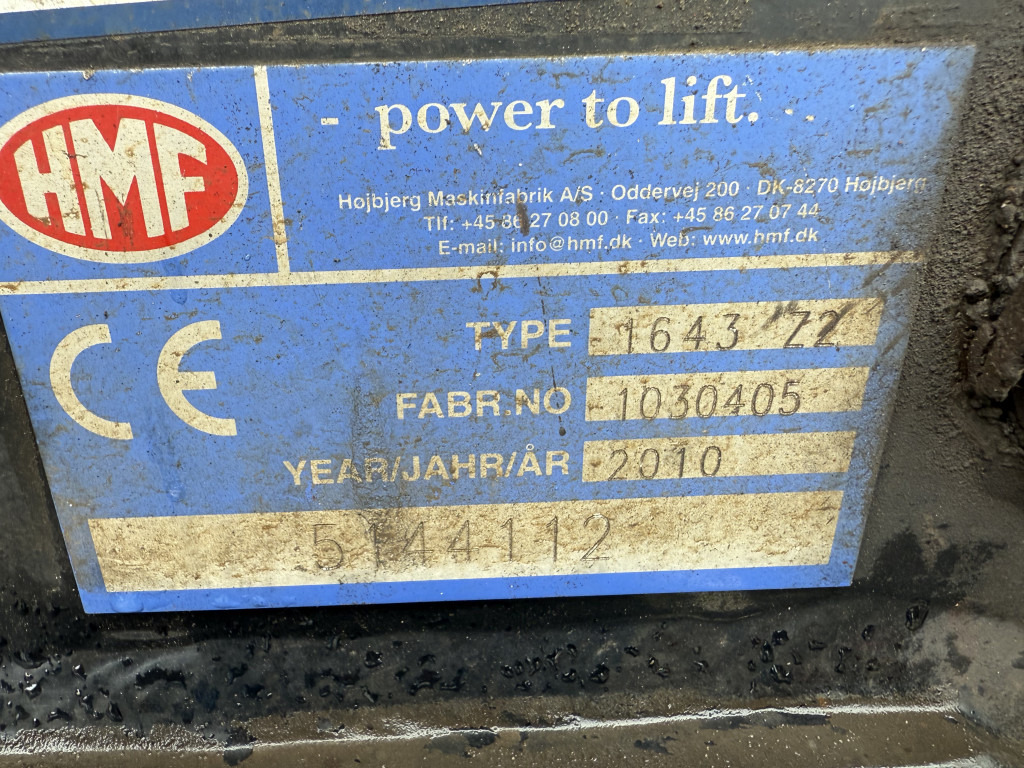 HMF
- power to lift. -
Højbjerg Maskinfabrik A/S · Oddervej 200 · DK-8270 Højbjerg
Tlf: +45 86 27 08 00 · Fax: +45 86 27 07 44
E-mail: info@hmf.dk · Web: www.hmf.dk
CE
TYPE 1643 Z2
FABR.NO 1030405
YEAR/JAHR/ÅR 2010
5144112